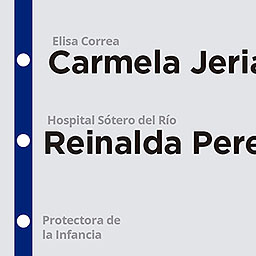 Elisa Correa
Carmela Jeria
Hospital Sótero del Río
Reinalda Pere
Protectora de
la Infancia